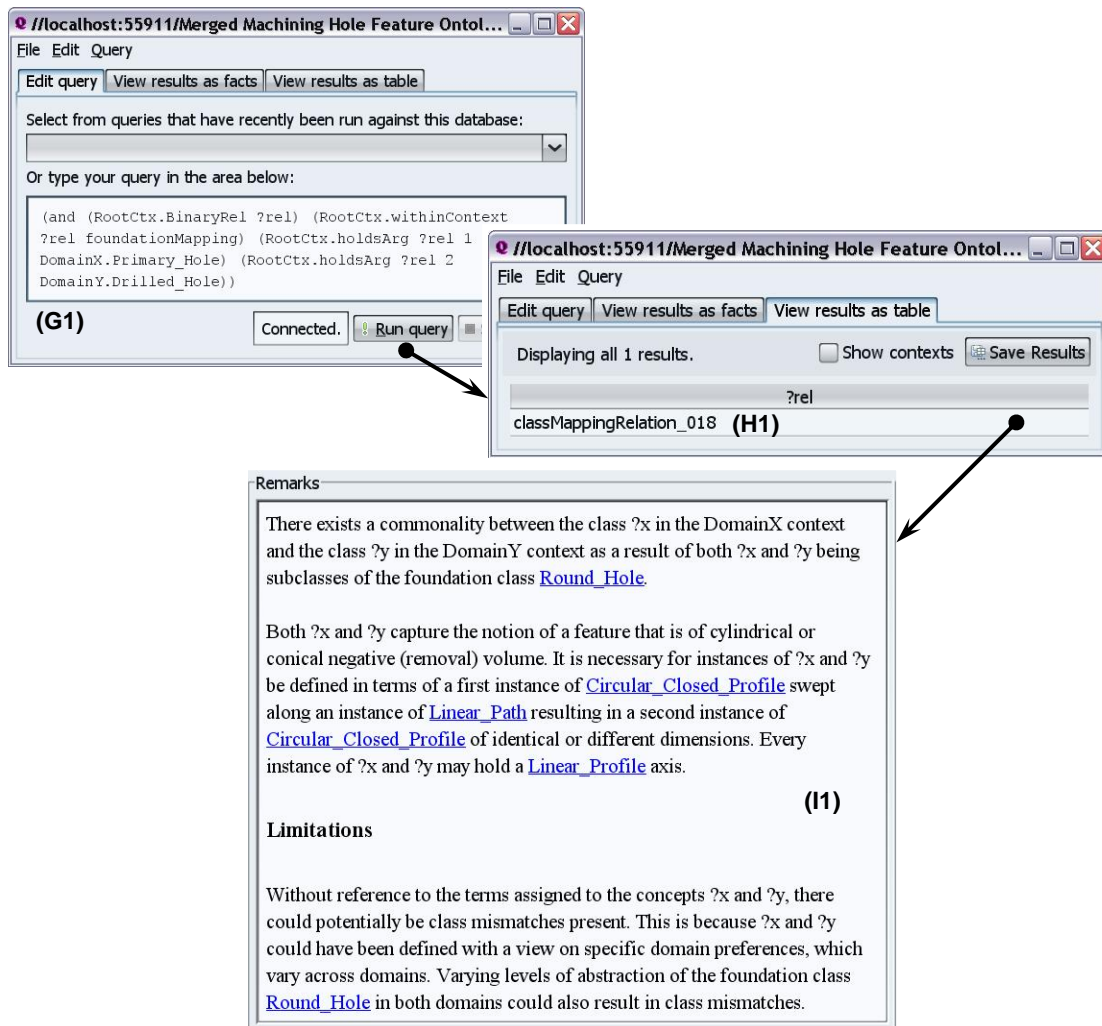 //localhost:55911/Merged Machining Hole Feature Ontol...
File Edit Query
Edit query View results as facts View results as table
Select from queries that have recently been run against this database:
Or type your query in the area below:
(and (RootCtx.BinaryRel ?rel) (RootCtx.withinContext
?rel foundationMapping) (RootCtx.holdsArg ?rel 1
DomainX.Primary_Hole) (RootCtx.holdsArg ?rel 2
DomainY.Drilled_Hole))
(G1)
Connected. Run query
//localhost:55911/Merged Machining Hole Feature Ontol...
File Edit Query
Edit query View results as facts View results as table
Displaying all 1 results. Show contexts Save Results
?rel
classMappingRelation_018 (H1)
Remarks
There exists a commonality between the class ?x in the DomainX context
and the class ?y in the DomainY context as a result of both ?x and ?y being
subclasses of the foundation class Round_Hole.
Both ?x and ?y capture the notion of a feature that is of cylindrical or
conical negative (removal) volume. It is necessary for instances of ?x and ?y
be defined in terms of a first instance of Circular_Closed_Profile swept
along an instance of Linear_Path resulting in a second instance of
Circular_Closed_Profile of identical or different dimensions. Every
instance of ?x and ?y may hold a Linear_Profile axis.
(I1)
Limitations
Without reference to the terms assigned to the concepts ?x and ?y, there
could potentially be class mismatches present. This is because ?x and ?y
could have been defined with a view on specific domain preferences, which
vary across domains. Varying levels of abstraction of the foundation class
Round_Hole in both domains could also result in class mismatches.